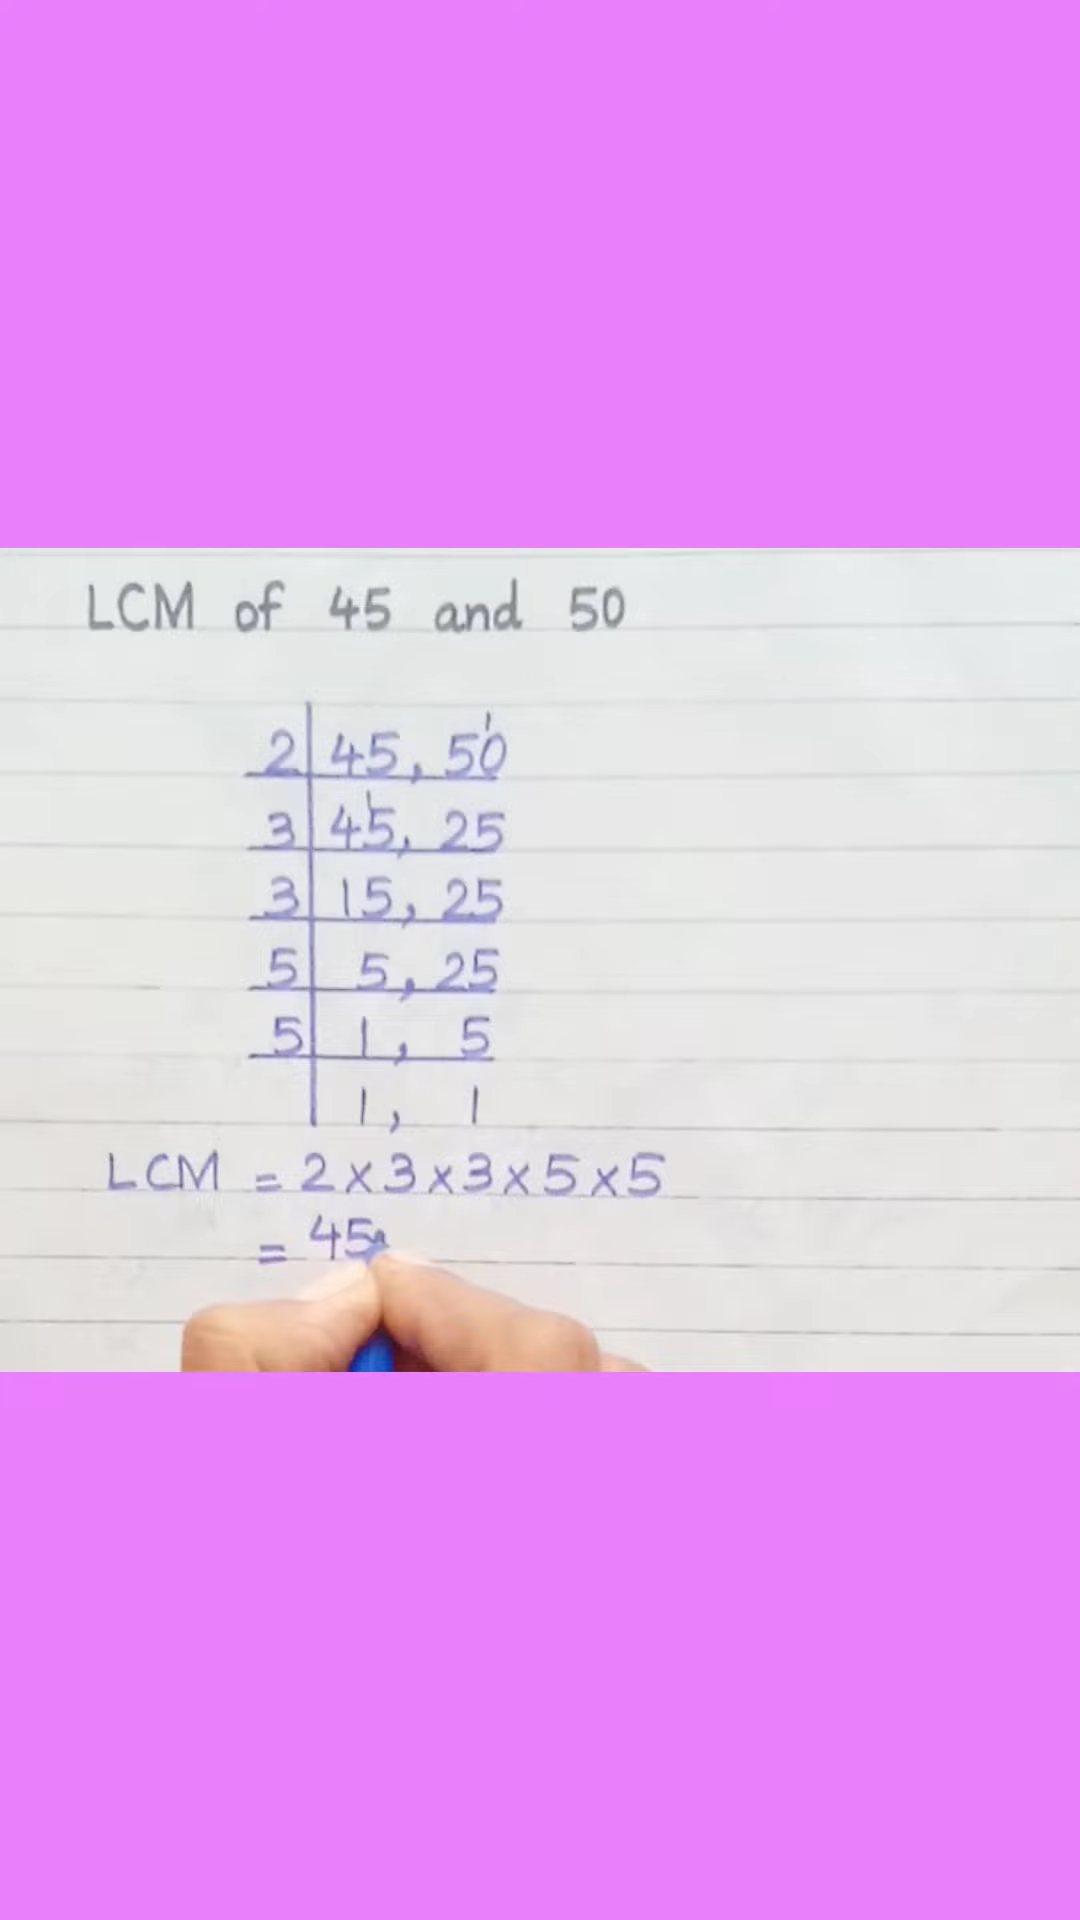 LCM of 45 and 50
2 45, 50
3 45, 25
3 15, 25
5 5, 25
5 1, 5
1, 1
LCM = 2×3×3×5×5
= 45